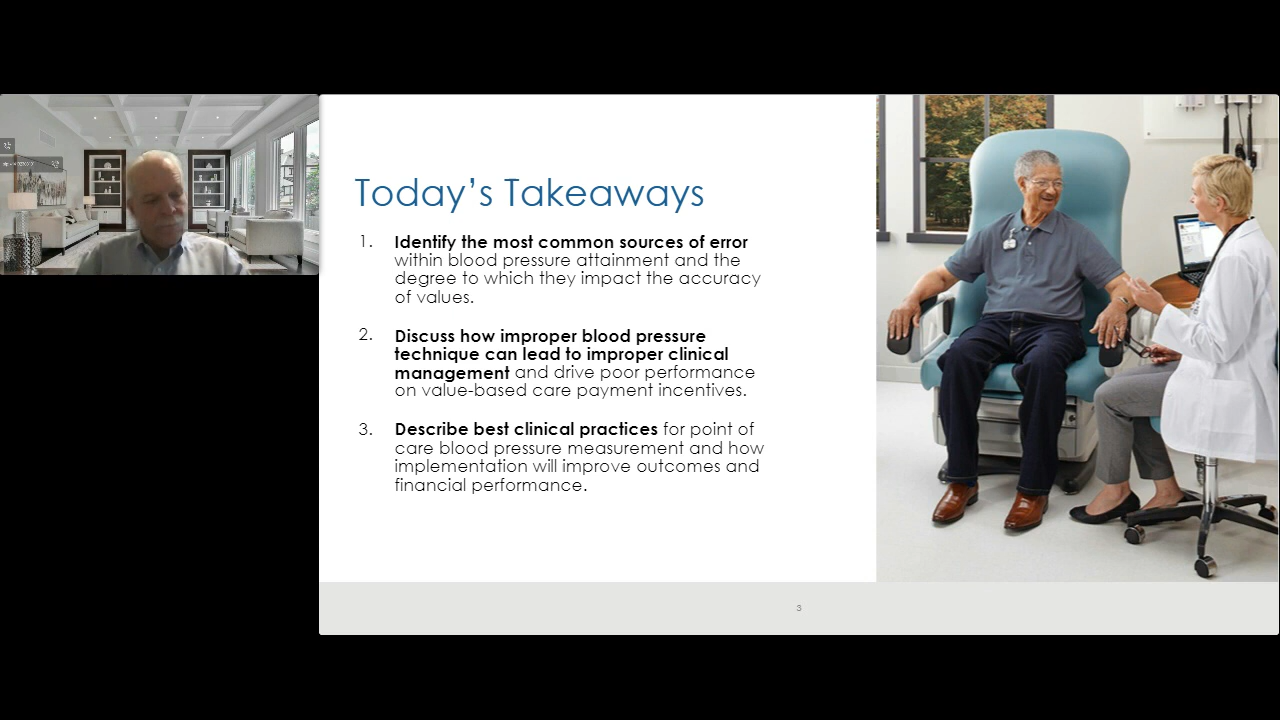 Today's Takeaways
1. Identify the most common sources of error
within blood pressure attainment and the
degree to which they impact the accuracy
of values.
2. Discuss how improper blood pressure
technique can lead to improper clinical
management and drive poor performance
on value-based care payment incentives.
3. Describe best clinical practices for point of
care blood pressure measurement and how
implementation will improve outcomes and
financial performance.
3